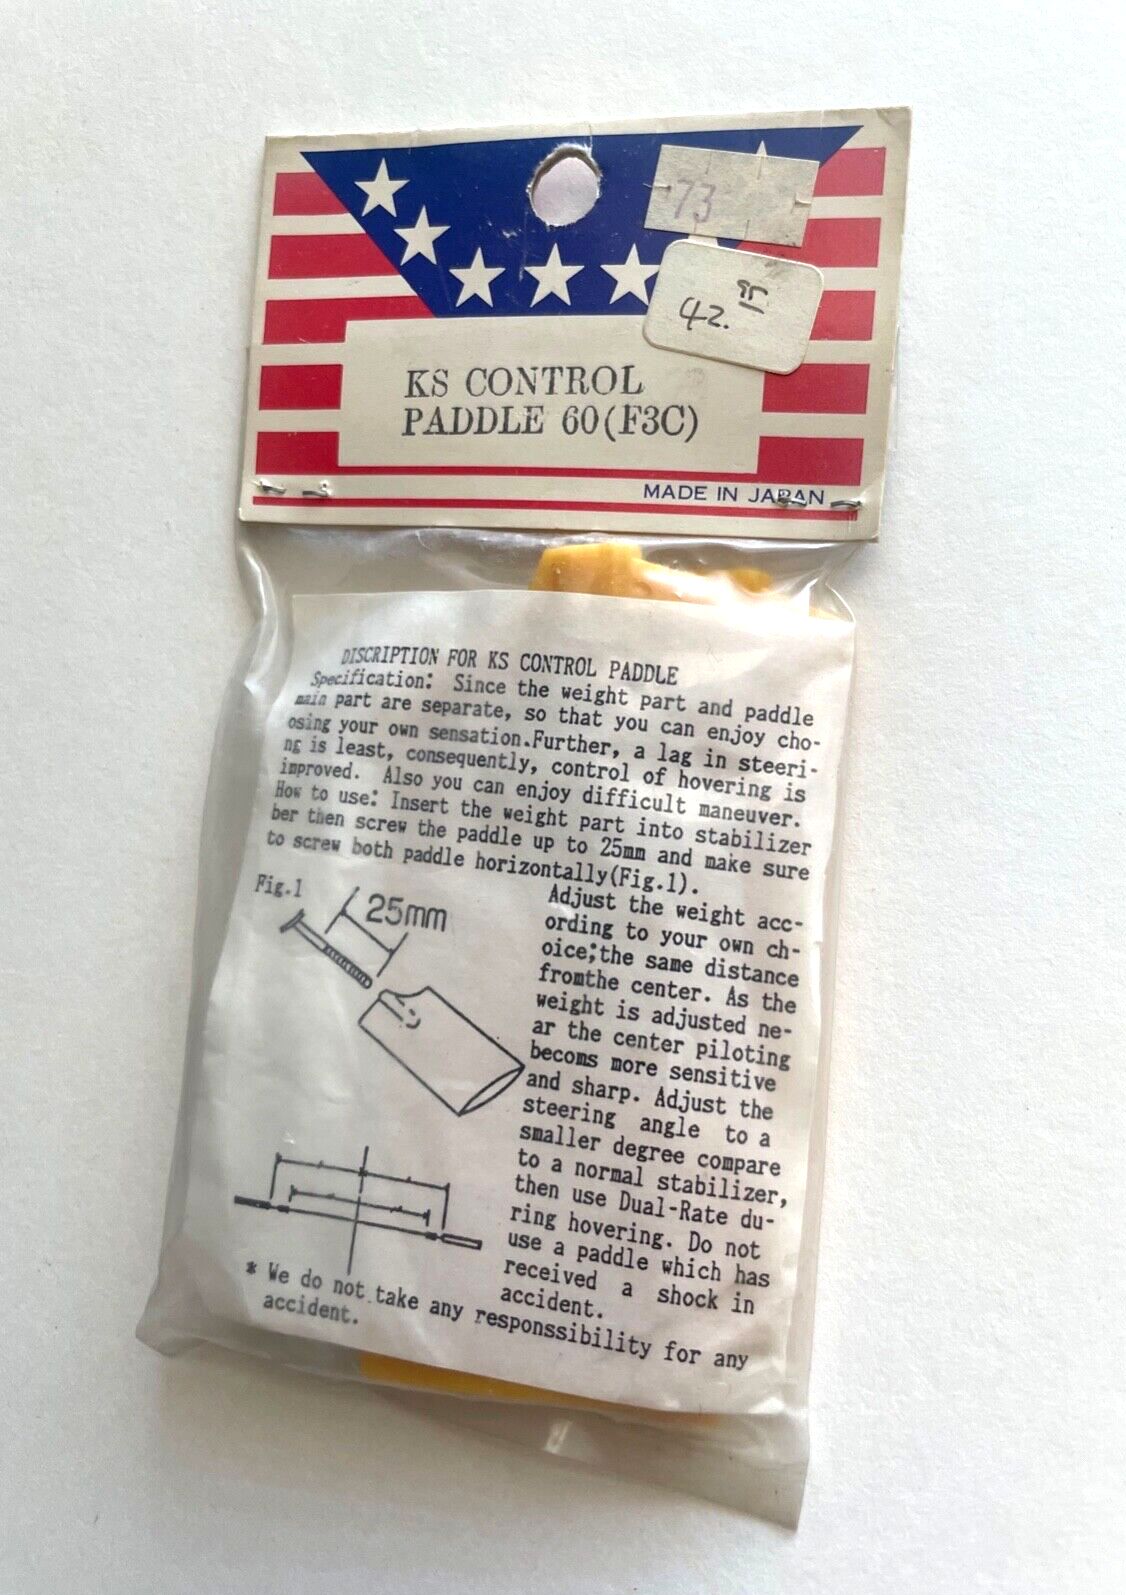 73
42.95
KS CONTROL
PADDLE 60(F3C)
MADE IN JAPAN
DISCRIPTION FOR KS CONTROL PADDLE
Specification: Since the weight part and paddle
main part are separate, so that you can enjoy cho-
osing your own sensation.Further, a lag in steeri-
ng is least, consequently, control of hovering is
improved. Also you can enjoy difficult maneuver.
How to use: Insert the weight part into stabilizer
ber then screw the paddle up to 25mm and make sure
to screw both paddle horizontally(Fig.1).
Fig.1
25mm
Adjust the weight acc-
ording to your own ch-
oice;the same distance
fromthe center. As the
weight is adjusted ne-
ar the center piloting
becoms more sensitive
and sharp. Adjust the
steering angle to a
smaller degree compare
to a normal stabilizer,
then use Dual-Rate du-
ring hovering. Do not
use a paddle which has
received a shock in
accident.
* We do not take any responssibility for any
accident.